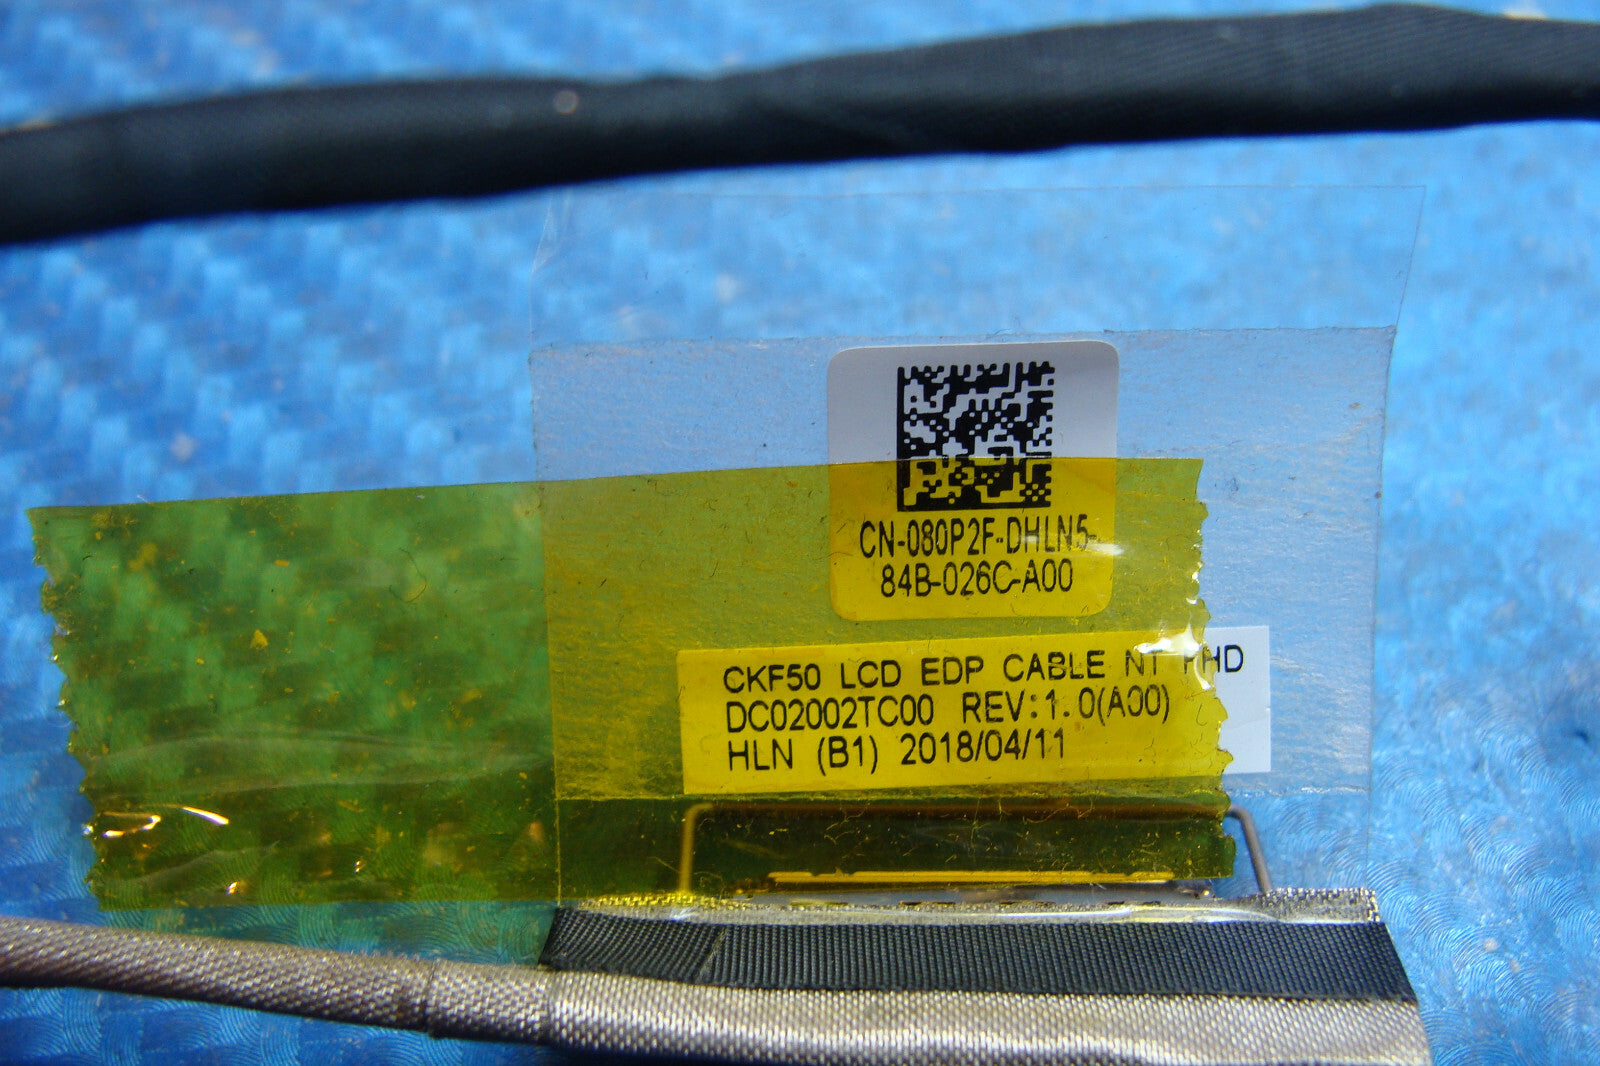 CN-080P2F-DHLN5-
84B-026C-A00
CKF50 LCD EDP CABLE NT FHD
DC02002TC00 REV:1.0(A00)
HLN (B1) 2018/04/11